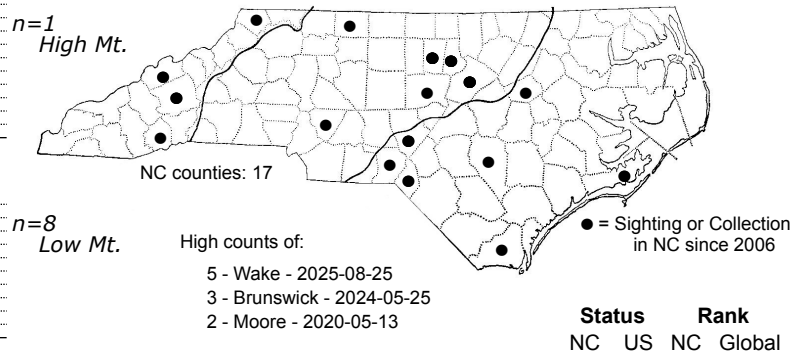 n=1
High Mt.
NC counties: 17
● = Sighting or Collection
in NC since 2006
n=8
Low Mt.
High counts of:
5 - Wake - 2025-08-25
3 - Brunswick - 2024-05-25
2 - Moore - 2020-05-13
Status Rank
NC US NC Global